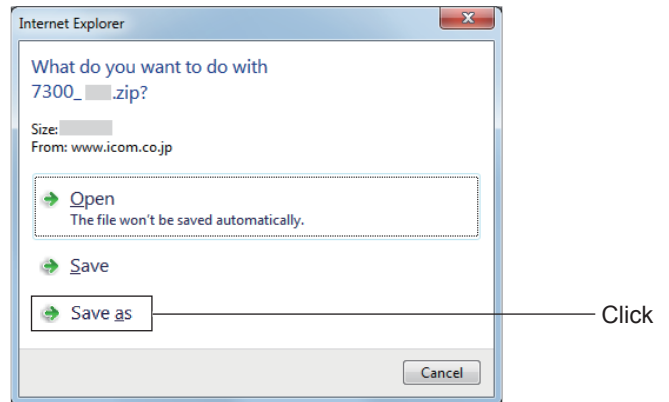 Internet Explorer
What do you want to do with
7300_ .zip?
Size:
From: www.icom.co.jp
Open
The file won't be saved automatically.
Save
Save as
Click
Cancel